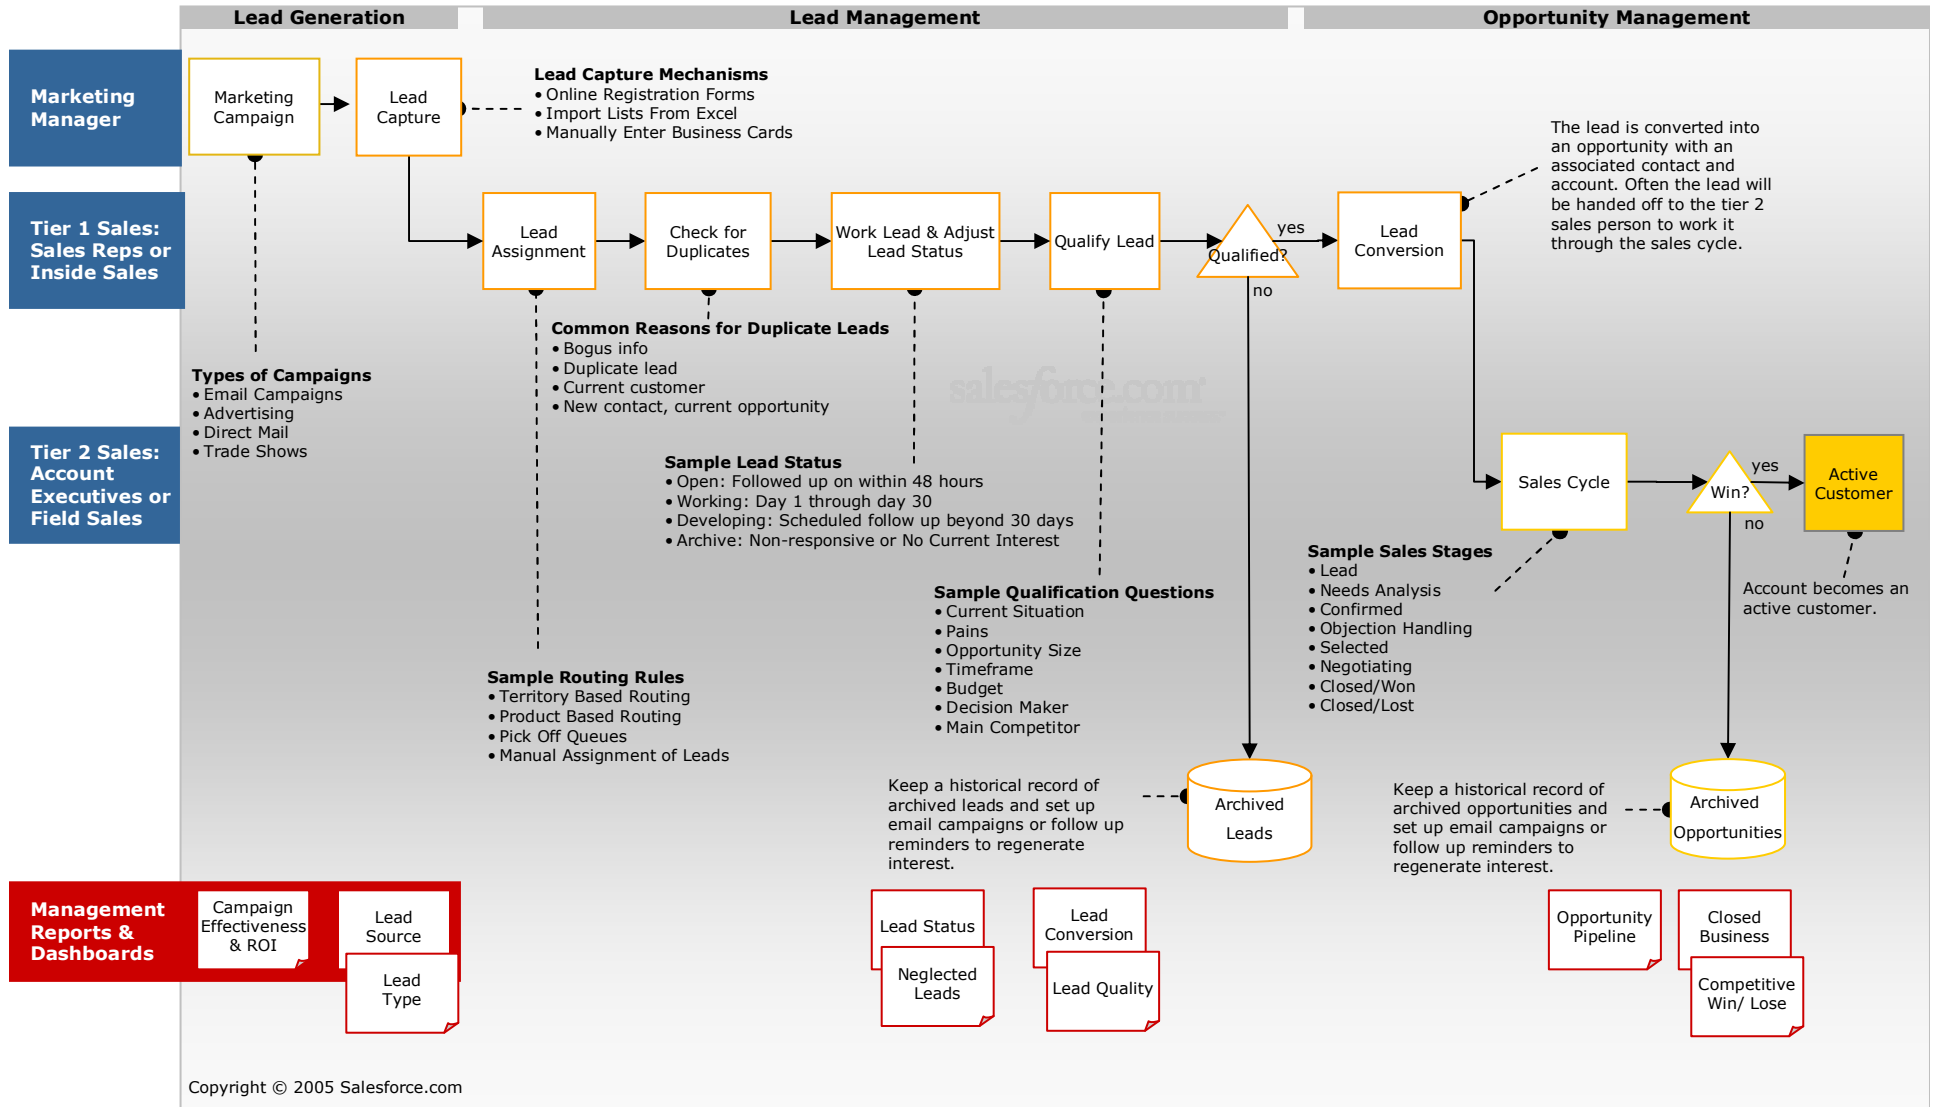 Lead Generation
Lead Management
Opportunity Management
Marketing
Manager
Marketing
Campaign
Lead
Capture
Lead Capture Mechanisms
• Online Registration Forms
• Import Lists From Excel
• Manually Enter Business Cards
The lead is converted into
an opportunity with an
associated contact and
account. Often the lead will
be handed off to the tier 2
sales person to work it
through the sales cycle.
Tier 1 Sales:
Sales Reps or
Inside Sales
Lead
Assignment
Check for
Duplicates
Work Lead & Adjust
Lead Status
Qualify Lead
Qualified?
yes
no
Lead
Conversion
Types of Campaigns
• Email Campaigns
• Advertising
• Direct Mail
• Trade Shows
Common Reasons for Duplicate Leads
• Bogus info
• Duplicate lead
• Current customer
• New contact, current opportunity
salesforce.com
Tier 2 Sales:
Account
Executives or
Field Sales
Sample Lead Status
• Open: Followed up on within 48 hours
• Working: Day 1 through day 30
• Developing: Scheduled follow up beyond 30 days
• Archive: Non-responsive or No Current Interest
Sales Cycle
Win?
yes
no
Active
Customer
Sample Sales Stages
• Lead
• Needs Analysis
• Confirmed
• Objection Handling
• Selected
• Negotiating
• Closed/Won
• Closed/Lost
Account becomes an
active customer.
Sample Qualification Questions
• Current Situation
• Pains
• Opportunity Size
• Timeframe
• Budget
• Decision Maker
• Main Competitor
Sample Routing Rules
• Territory Based Routing
• Product Based Routing
• Pick Off Queues
• Manual Assignment of Leads
Keep a historical record of
archived leads and set up
email campaigns or follow up
reminders to regenerate
interest.
Archived
Leads
Keep a historical record of
archived opportunities and
set up email campaigns or
follow up reminders to
regenerate interest.
Archived
Opportunities
Management
Reports &
Dashboards
Campaign
Effectiveness
& ROI
Lead
Source
Lead
Type
Lead Status
Neglected
Leads
Lead
Conversion
Lead Quality
Opportunity
Pipeline
Closed
Business
Competitive
Win/ Lose
Copyright © 2005 Salesforce.com